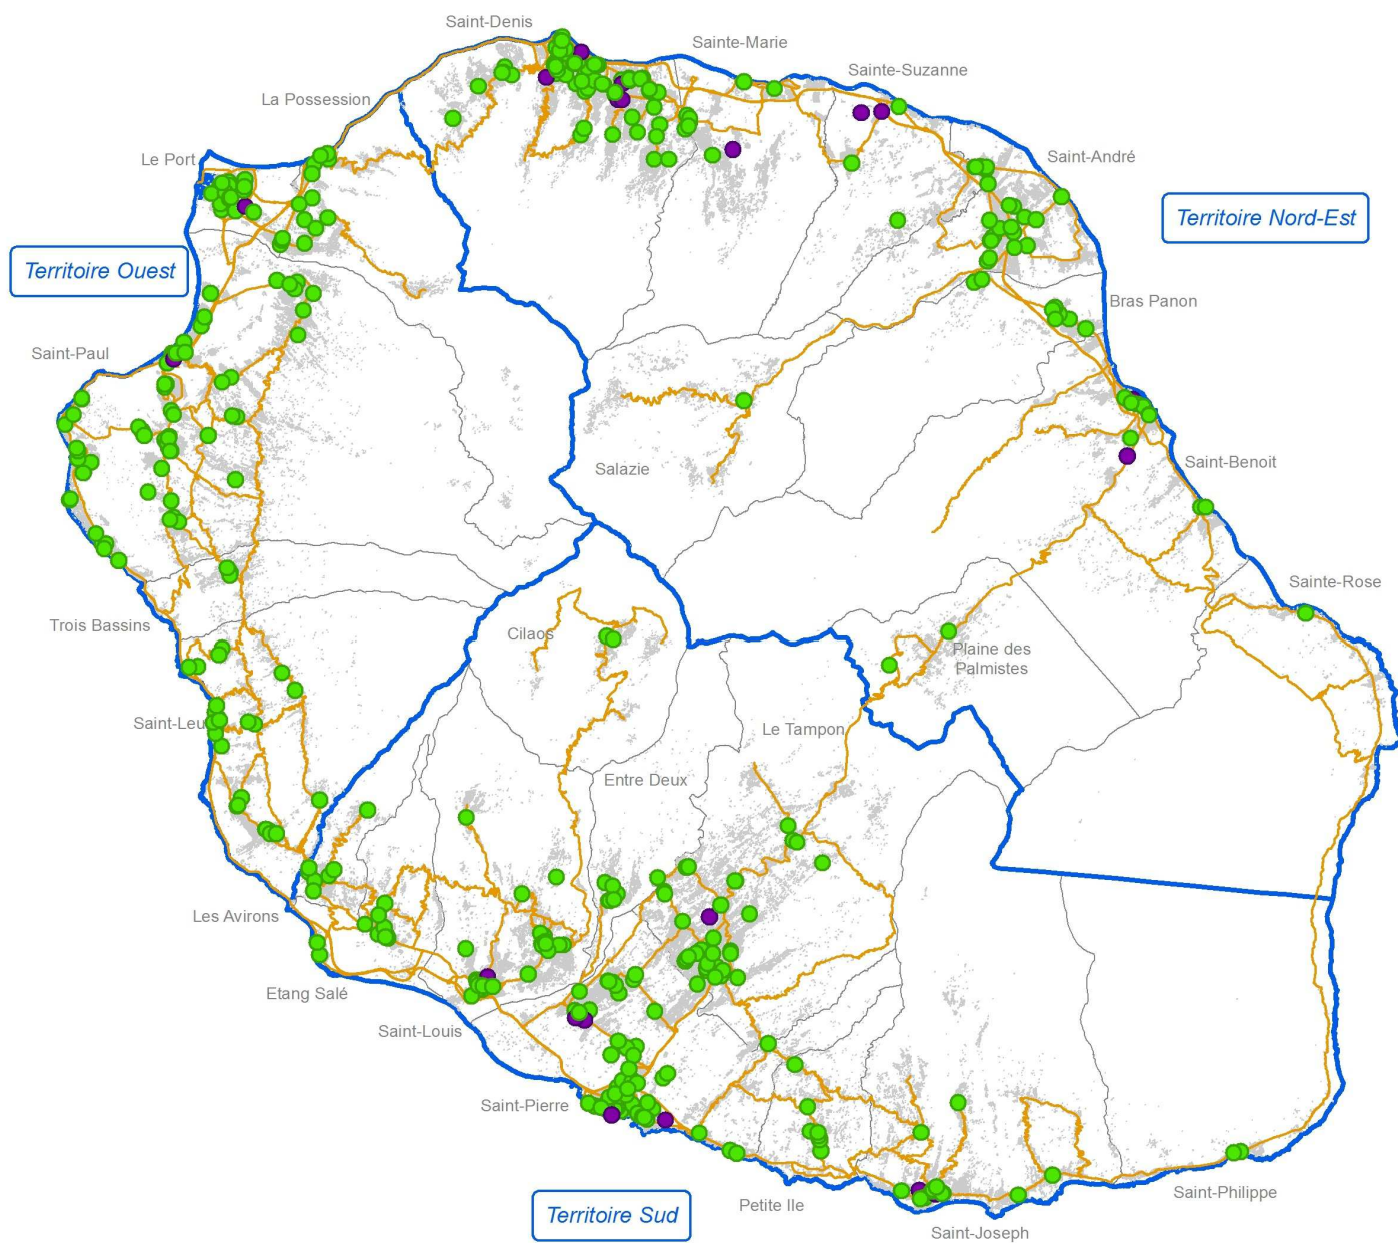 Saint-Denis
Sainte-Marie
Sainte-Suzanne
La Possession
Le Port
Saint-André
Territoire Nord-Est
Territoire Ouest
Bras Panon
Saint-Paul
Salazie
Saint-Benoit
Sainte-Rose
Trois Bassins
Cilaos
Plaine des
Palmistes
Saint-Leu
Le Tampon
Entre Deux
Les Avirons
Etang Salé
Saint-Louis
Saint-Pierre
Saint-Philippe
Petite Ile
Territoire Sud
Saint-Joseph